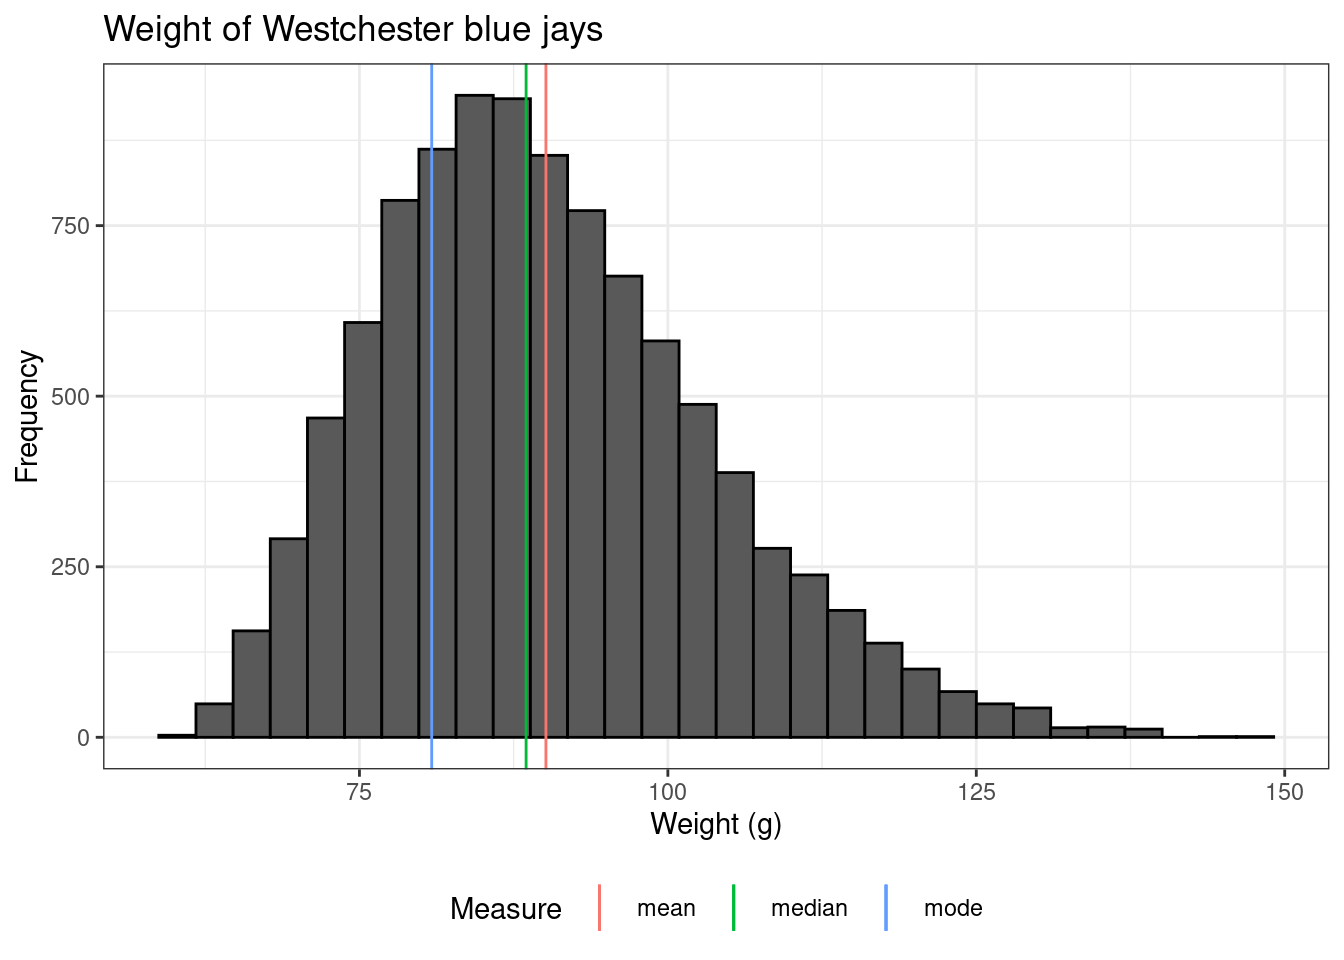 Weight of Westchester blue jays
Frequency
750
500
250
0
75 100 125 150
Weight (g)
Measure mean median mode